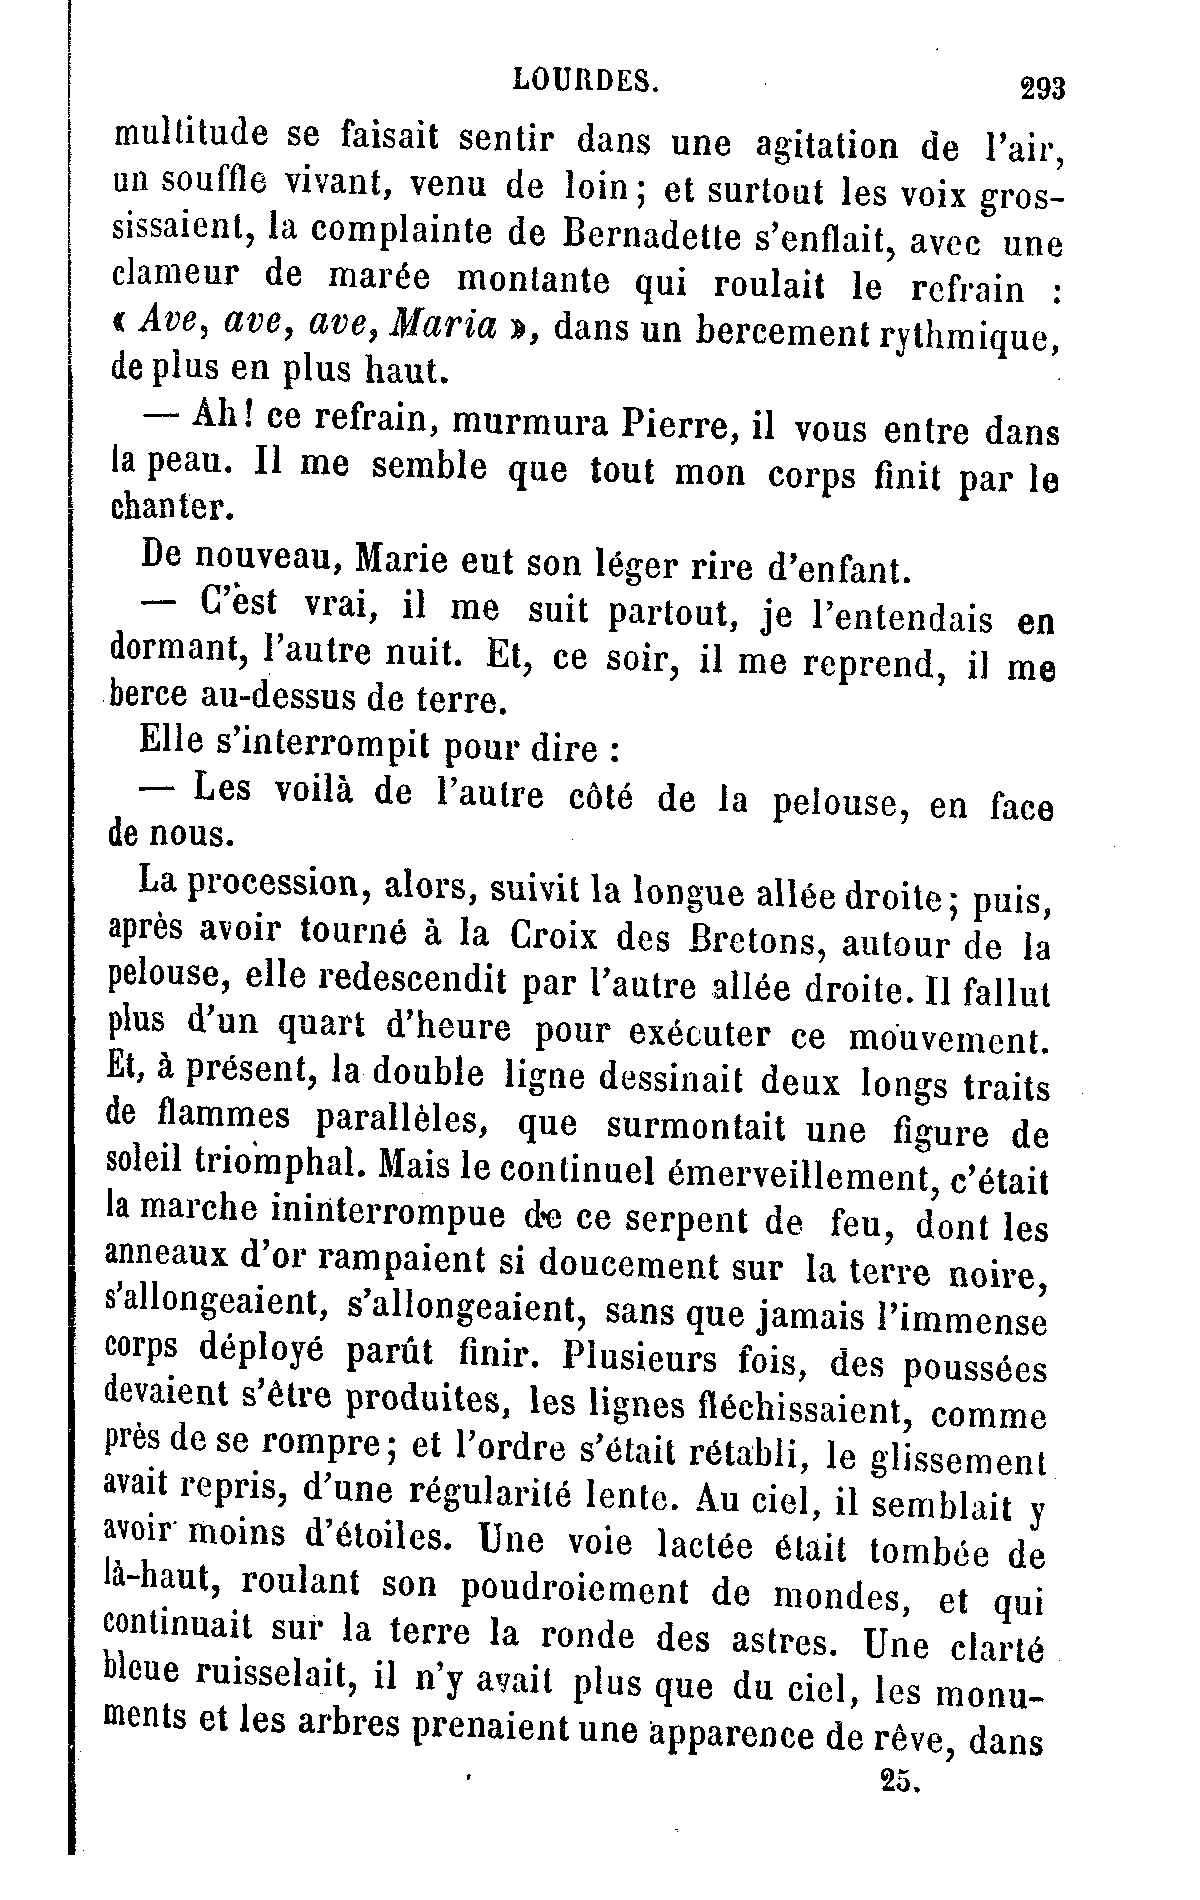 LOURDES. 293
multitude se faisait sentir dans une agitation de l'air,
un souffle vivant, venu de loin; et surtout les voix gros-
sissaient, la complainte de Bernadette s'enflait, avec une
clameur de marée montante qui roulait le refrain :
« Ave, ave, ave, Maria », dans un bercement rythmique,
de plus en plus haut.
— Ah! ce refrain, murmura Pierre, il vous entre dans
la peau. Il me semble que tout mon corps finit par le
chanter.
De nouveau, Marie eut son léger rire d'enfant.
— C'est vrai, il me suit partout, je l'entendais en
dormant, l'autre nuit. Et, ce soir, il me reprend, il me
berce au-dessus de terre.
Elle s'interrompit pour dire :
— Les voilà de l'autre côté de la pelouse, en face
de nous.
La procession, alors, suivit la longue allée droite; puis,
après avoir tourné à la Croix des Bretons, autour de la
pelouse, elle redescendit par l'autre allée droite. Il fallut
plus d'un quart d'heure pour exécuter ce mouvement.
Et, à présent, la double ligne dessinait deux longs traits
de flammes parallèles, que surmontait une figure de
soleil triomphal. Mais le continuel émerveillement, c'était
la marche ininterrompue de ce serpent de feu, dont les
anneaux d'or rampaient si doucement sur la terre noire,
s'allongeaient, s'allongeaient, sans que jamais l'immense
corps déployé parût finir. Plusieurs fois, des poussées
devaient s'être produites, les lignes fléchissaient, comme
près de se rompre; et l'ordre s'était rétabli, le glissement
avait repris, d'une régularité lente. Au ciel, il semblait y
avoir moins d'étoiles. Une voie lactée était tombée de
là-haut, roulant son poudroiement de mondes, et qui
continuait sur la terre la ronde des astres. Une clarté
bleue ruisselait, il n'y avait plus que du ciel, les monu-
ments et les arbres prenaient une apparence de rêve, dans
25.